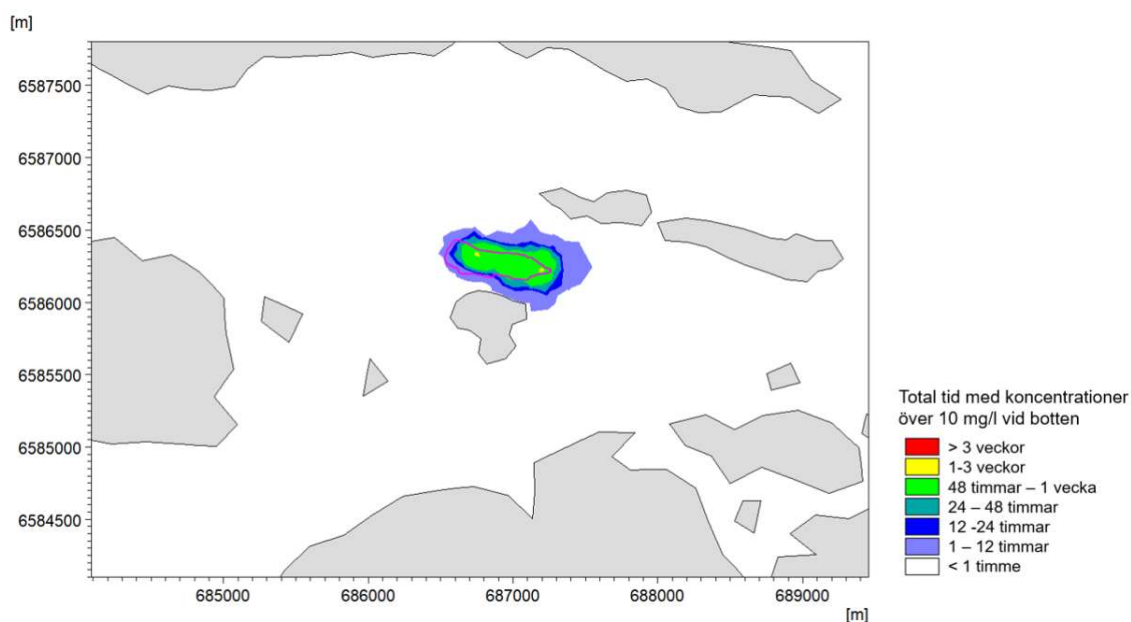 [m]
6587500
6587000
6586500
6586000
6585500
6585000
6584500
685000 686000 687000 688000 689000
[m]
Total tid med koncentrationer
över 10 mg/l vid botten
> 3 veckor
1-3 veckor
48 timmar – 1 vecka
24 – 48 timmar
12 -24 timmar
1 – 12 timmar
< 1 timme